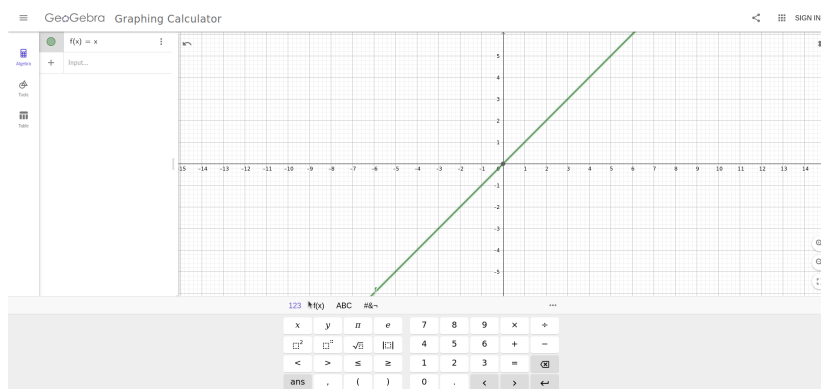 GeoGebra Graphing Calculator SIGN IN
Algebra
Tools
Table
f(x) = x
Input...
5
4
3
2
1
-15 -14 -13 -12 -11 -10 -9 -8 -7 -6 -5 -4 -3 -2 -1 0 1 2 3 4 5 6 7 8 9 10 11 12 13 14
-1
-2
-3
-4
-5
f
123 f(x) ABC #&¬
x y π e 7 8 9 × ÷
4 5 6 + −
< > ≤ ≥ 1 2 3 =
ans , ( ) 0 . < >